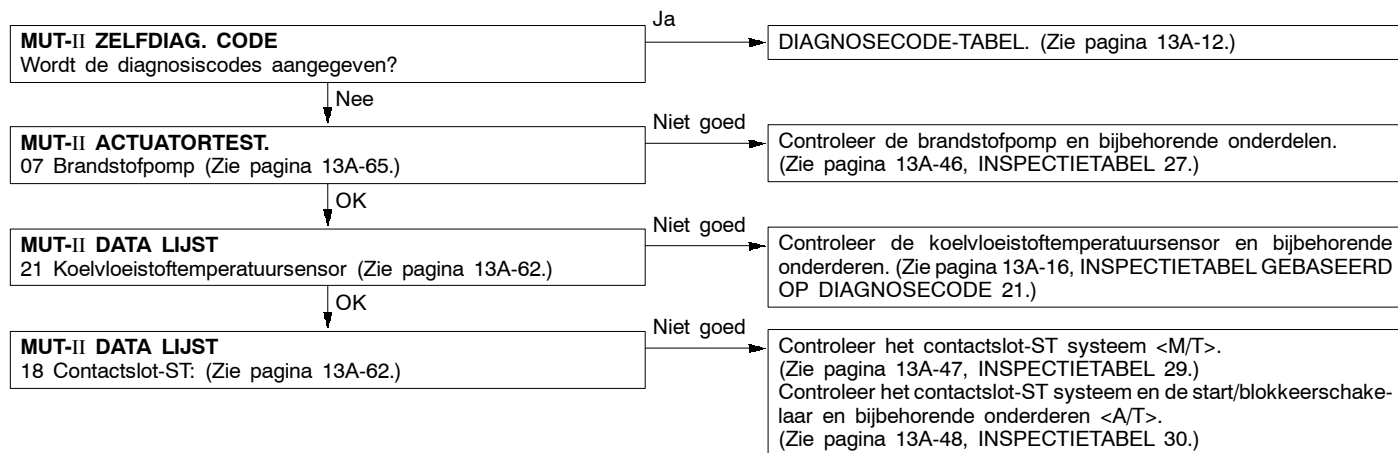 Ja
MUT-II ZELFDIAG. CODE
Wordt de diagnosiscodes aangegeven?
DIAGNOSECODE-TABEL. (Zie pagina 13A-12.)
Nee
Niet goed
MUT-II ACTUATORTEST.
07 Brandstofpomp (Zie pagina 13A-65.)
Controleer de brandstofpomp en bijbehorende onderdelen.
(Zie pagina 13A-46, INSPECTIETABEL 27.)
OK
Niet goed
MUT-II DATA LIJST
21 Koelvloeistoftemperatuursensor (Zie pagina 13A-62.)
Controleer de koelvloeistoftemperatuursensor en bijbehorende
onderderen. (Zie pagina 13A-16, INSPECTIETABEL GEBASEERD
OP DIAGNOSECODE 21.)
OK
Niet goed
MUT-II DATA LIJST
18 Contactslot-ST: (Zie pagina 13A-62.)
Controleer het contactslot-ST systeem <M/T>.
(Zie pagina 13A-47, INSPECTIETABEL 29.)
Controleer het contactslot-ST systeem en de start/blokkeerschake-
laar en bijbehorende onderderen <A/T>.
(Zie pagina 13A-48, INSPECTIETABEL 30.)